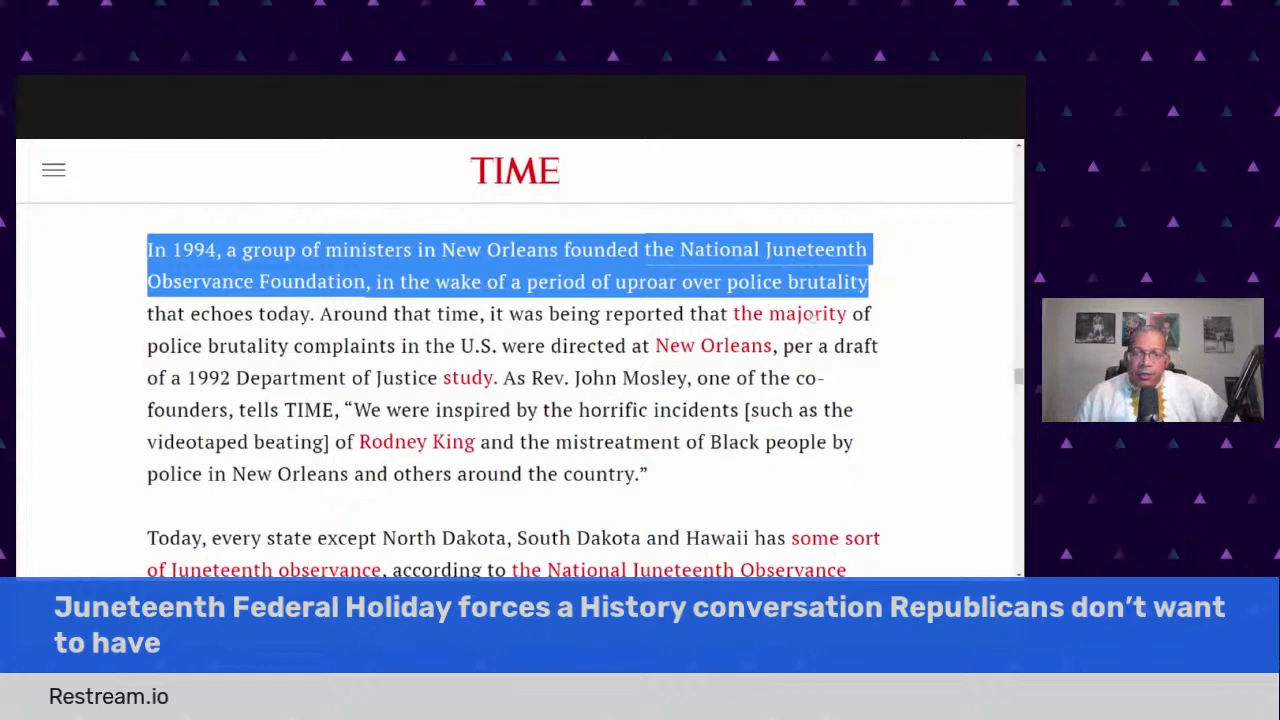 TIME
In 1994, a group of ministers in New Orleans founded the National Juneteenth
Observance Foundation, in the wake of a period of uproar over police brutality
that echoes today. Around that time, it was being reported that the majority of
police brutality complaints in the U.S. were directed at New Orleans, per a draft
of a 1992 Department of Justice study. As Rev. John Mosley, one of the co-
founders, tells TIME, “We were inspired by the horrific incidents [such as the
videotaped beating] of Rodney King and the mistreatment of Black people by
police in New Orleans and others around the country.”
Today, every state except North Dakota, South Dakota and Hawaii has some sort
of Juneteenth observance, according to the National Juneteenth Observance
Juneteenth Federal Holiday forces a History conversation Republicans don’t want
to have
Restream.io